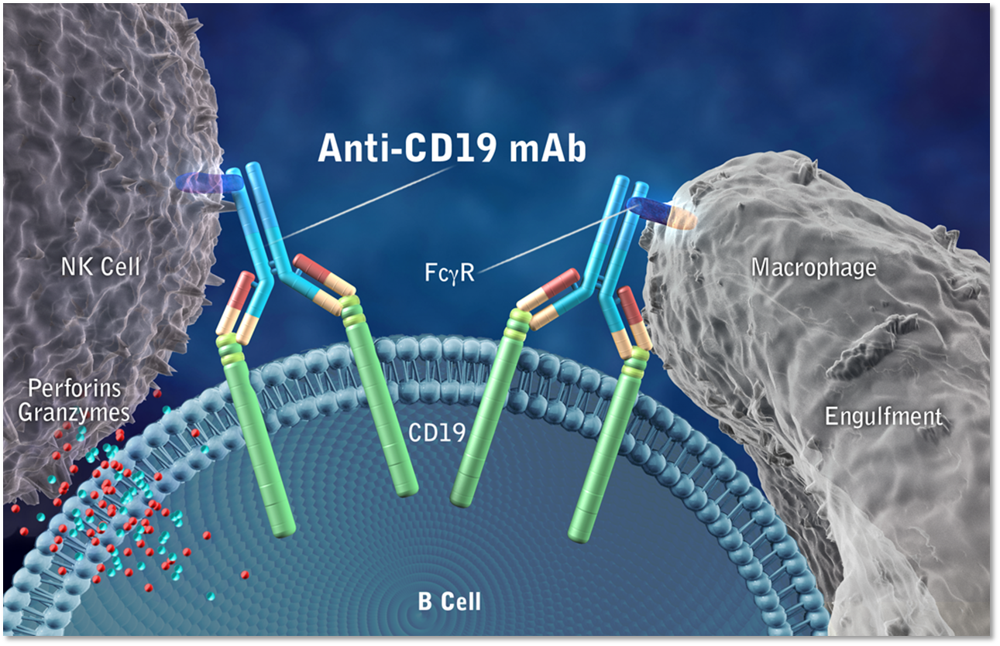 Anti-CD19 mAb
NK Cell
FcγR
Macrophage
Perforins
Granzymes
Engulfment
CD19
B Cell